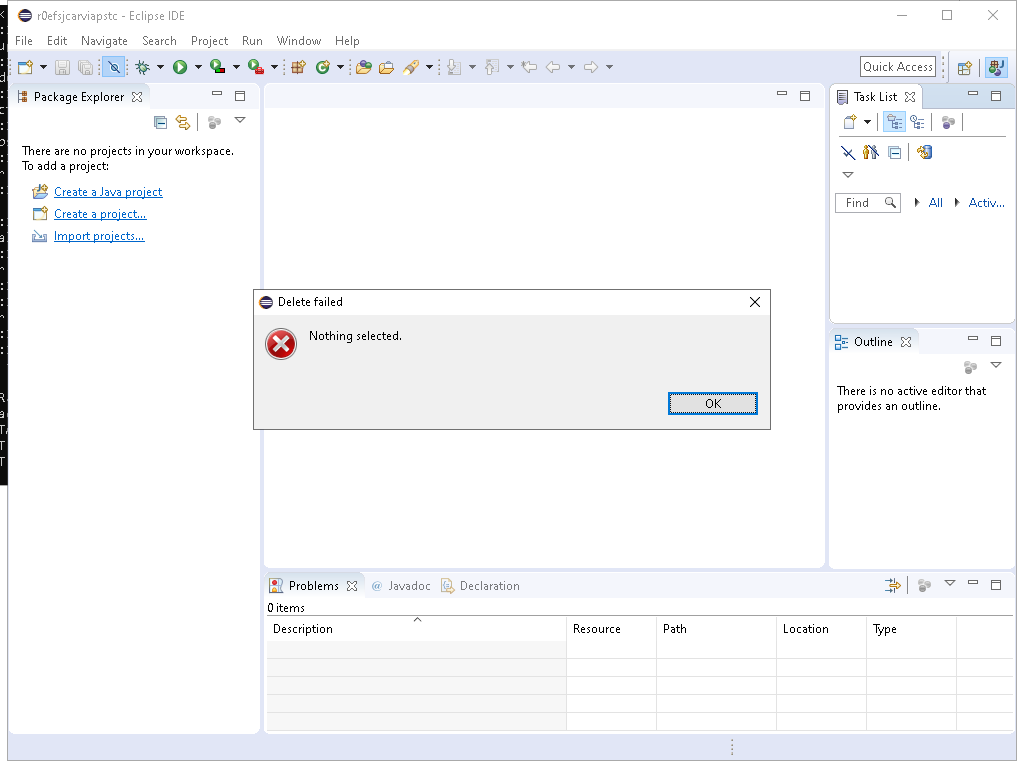 r0efsjcarviapstc - Eclipse IDE
File Edit Navigate Search Project Run Window Help
Quick Access
Package Explorer
There are no projects in your workspace.
To add a project:
Create a Java project
Create a project...
Import projects...
Task List
Find All Activ...
Delete failed
Nothing selected.
OK
Outline
There is no active editor that
provides an outline.
Problems @ Javadoc Declaration
0 items
Description Resource Path Location Type